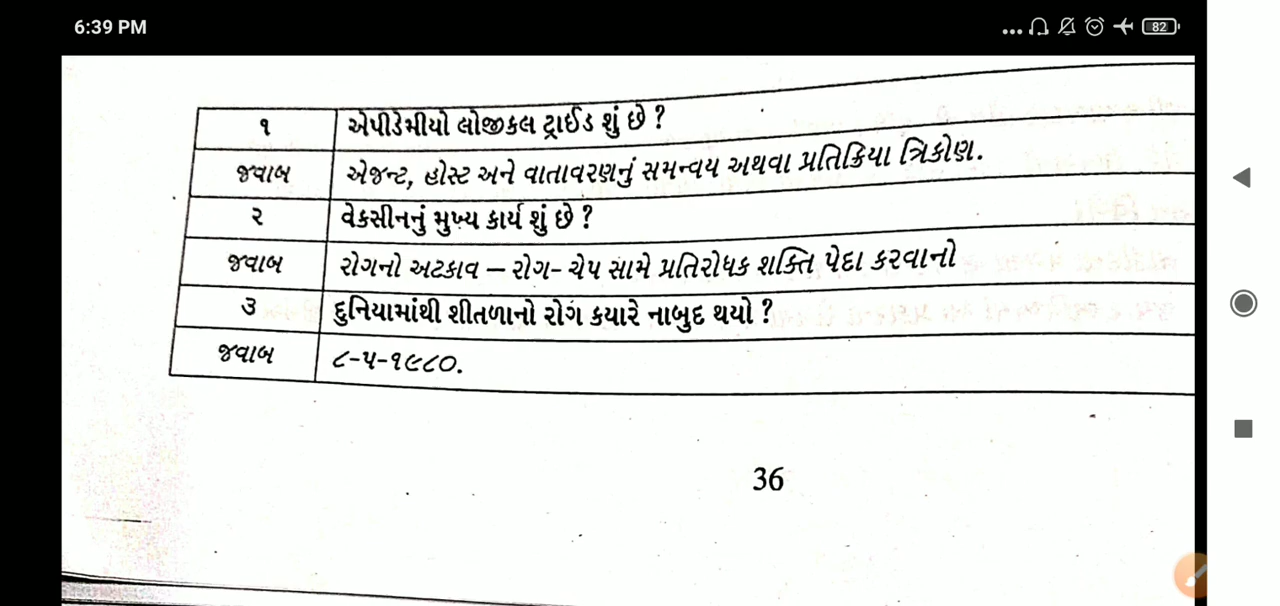 6:39 PM
82
૧ એપીડેમીયો લોજીકલ ટ્રાઈડ શું છે ?
જવાબ એજન્ટ, હોસ્ટ અને વાતાવરણનું સમન્વય અથવા પ્રતિક્રિયા ત્રિકોણ.
૨ વેકસીનનું મુખ્ય કાર્ય શું છે ?
જવાબ રોગનો અટકાવ – રોગ- ચેપ સામે પ્રતિરોધક શક્તિ પેદા કરવાનો
૩ દુનિયામાંથી શીતળાનો રોગ કયારે નાબુદ થયો ?
જવાબ ૮-૫-૧૯૮૦.
36